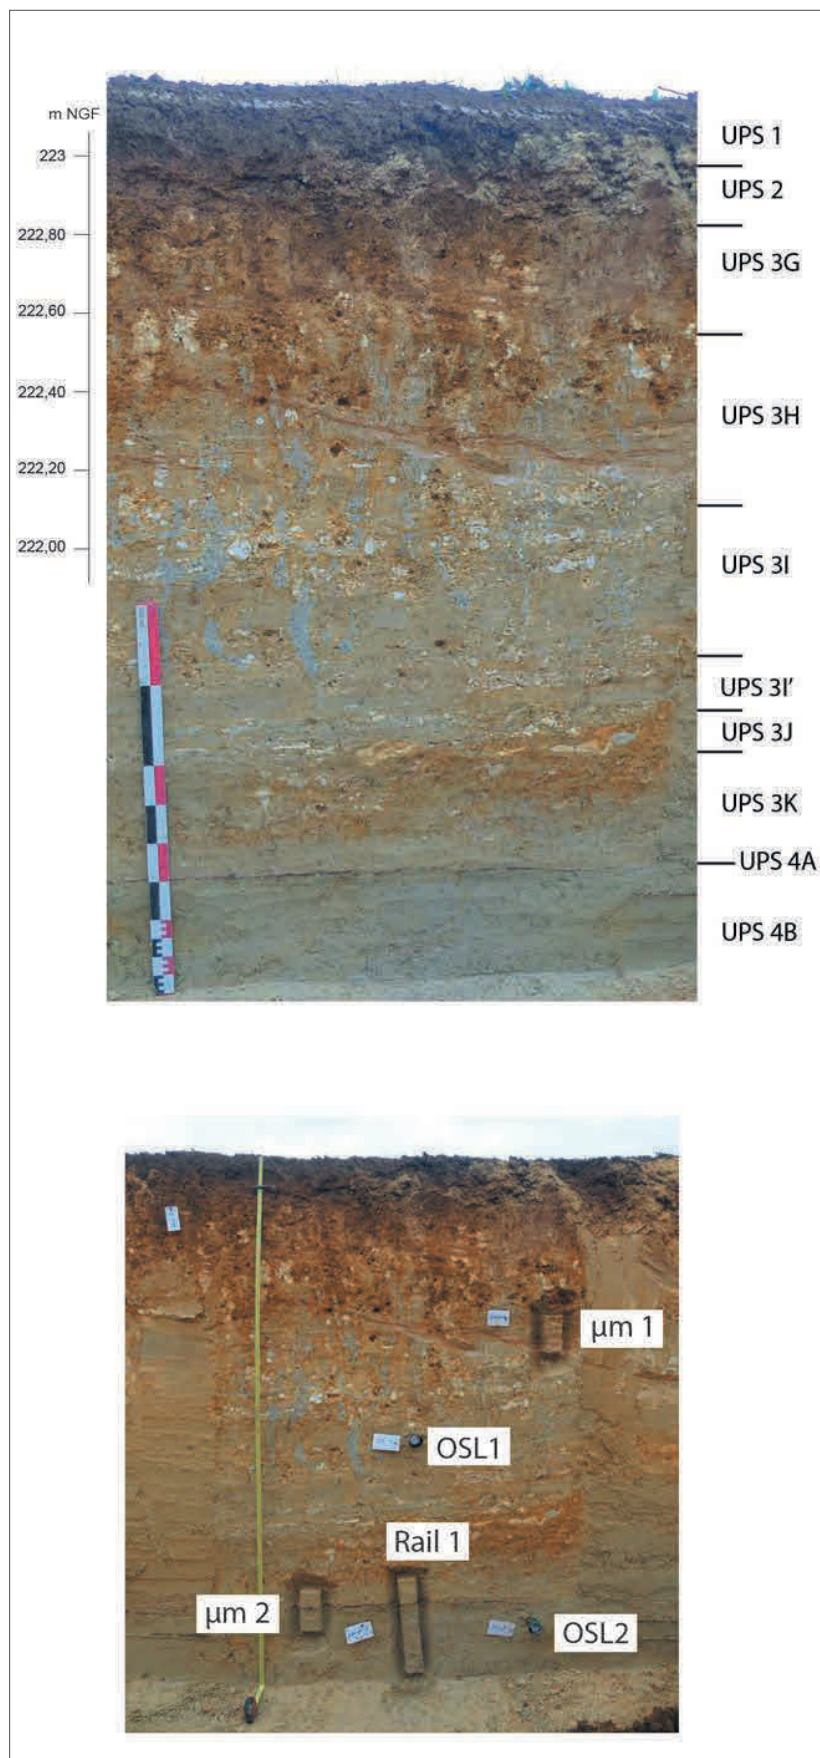 m NGF
223
222,80
222,60
222,40
222,20
222,00
UPS 1
UPS 2
UPS 3G
UPS 3H
UPS 3I
UPS 3I'
UPS 3J
UPS 3K
UPS 4A
UPS 4B
µm 1
OSL1
Rail 1
µm 2
OSL2